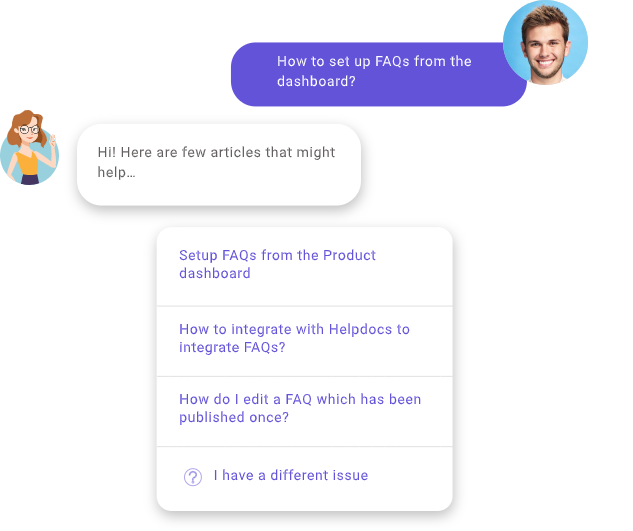 How to set up FAQs from the
dashboard?
Hi! Here are few articles that might
help...
Setup FAQs from the Product
dashboard
How to integrate with Helpdocs to
integrate FAQs?
How do I edit a FAQ which has been
published once?
? I have a different issue